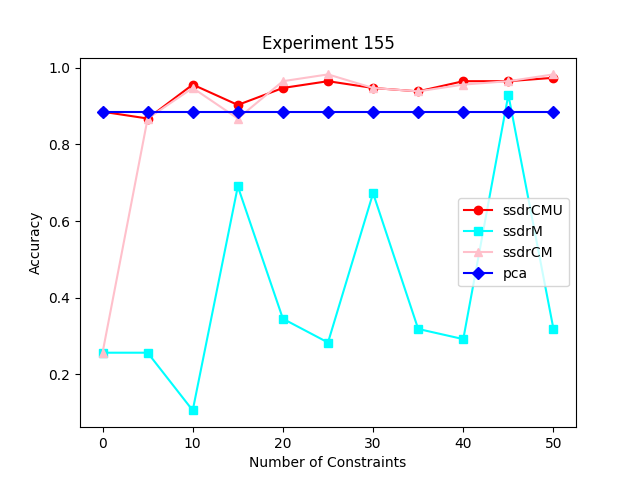 Experiment 155
1.0
0.8
0.6
0.4
0.2
Accuracy
ssdrCMU
ssdrM
ssdrCM
pca
0 10 20 30 40 50
Number of Constraints